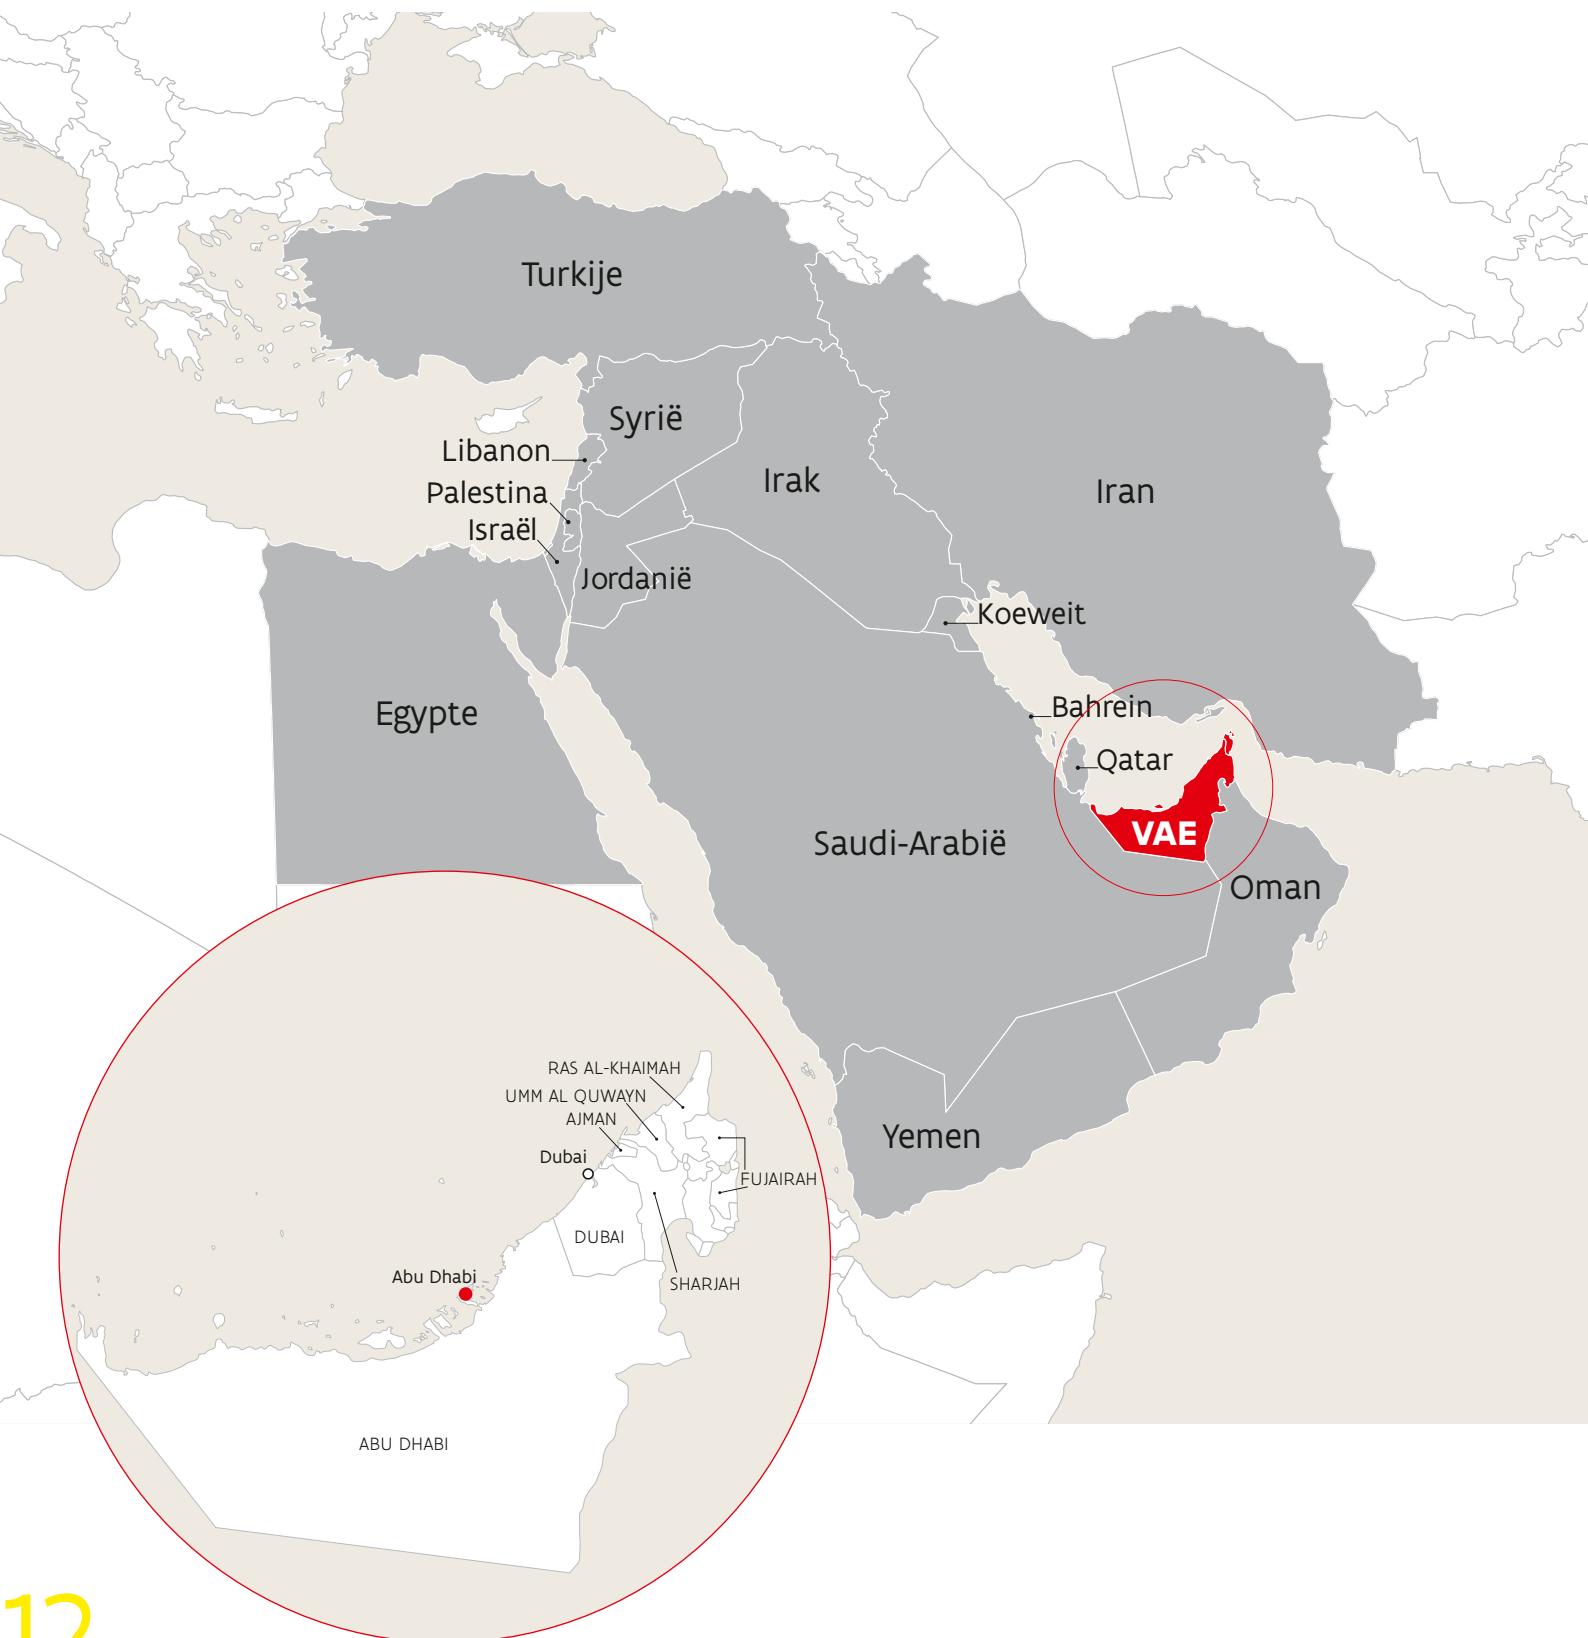 Turkije
Syrië
Libanon
Irak
Iran
Palestina
Israël
Jordanië
Koeweit
Egypte
Bahrein
Qatar
VAE
Saudi-Arabië
Oman
RAS AL-KHAIMAH
UMM AL QUWAYN
AJMAN
Yemen
Dubai
FUJAIRAH
DUBAI
Abu Dhabi
SHARJAH
ABU DHABI
12